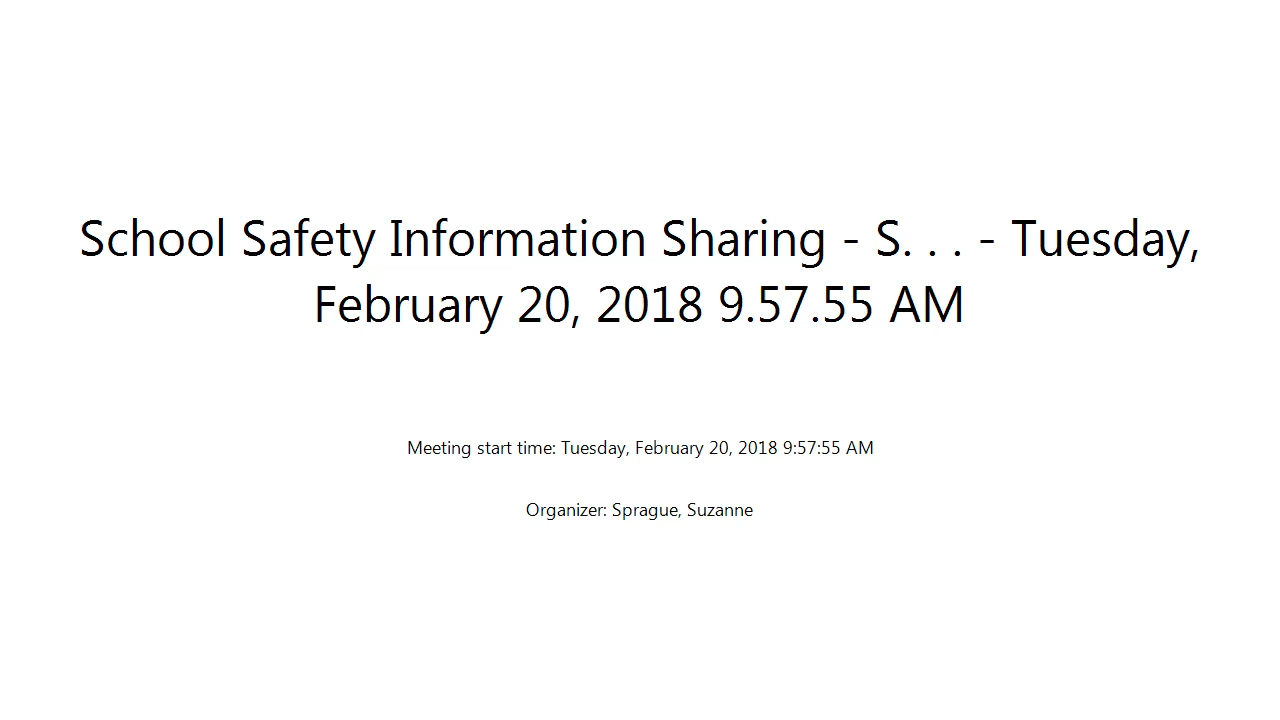 School Safety Information Sharing - S. . . - Tuesday,
February 20, 2018 9.57.55 AM
Meeting start time: Tuesday, February 20, 2018 9:57:55 AM
Organizer: Sprague, Suzanne